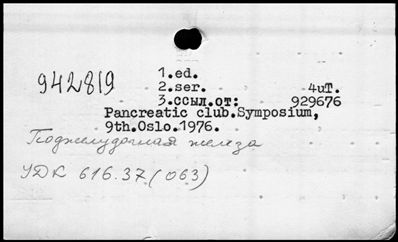 942819
1.ed.
2.ser. 4иТ.
3.ссыл.от: 929676
Pancreatic club.Symposium,
9th.Oslo.1976.
Поджелудочная железа
УДК 616.37(063)